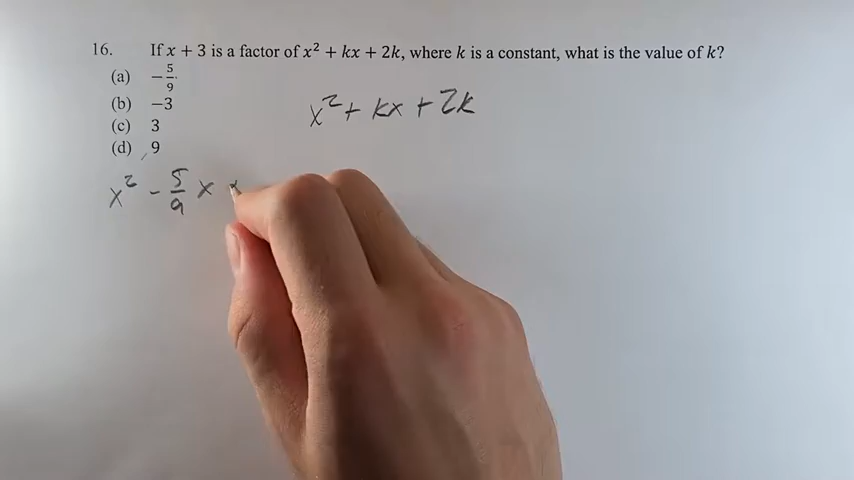 16. If x + 3 is a factor of x² + kx + 2k, where k is a constant, what is the value of k?
(a) −5/9
(b) −3
(c) 3
(d) 9
x² + kx + 2k
x² − 5/9 x